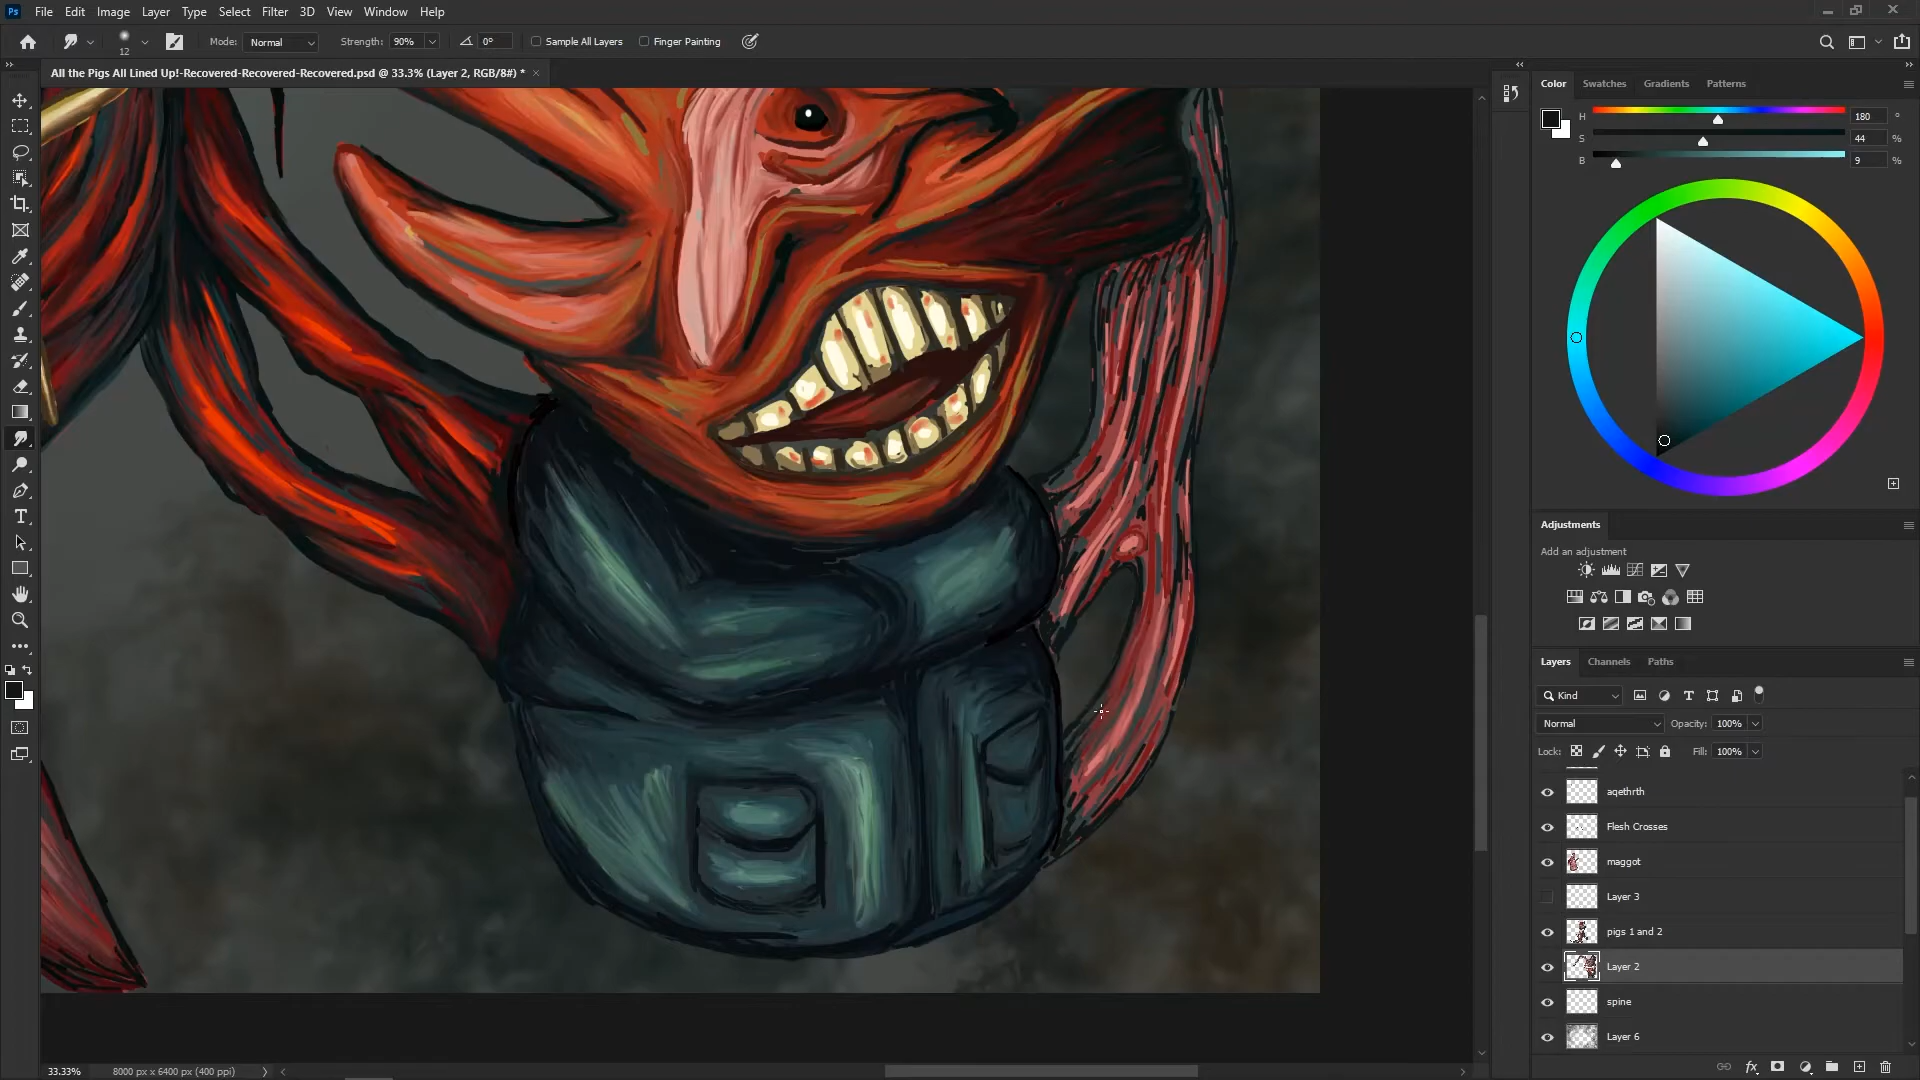 Ps File Edit Image Layer Type Select Filter 3D View Window Help
12 Mode: Normal Strength: 90% 0° Sample All Layers Finger Painting
All the Pigs All Lined Up!-Recovered-Recovered-Recovered.psd @ 33.3% (Layer 2, RGB/8#) *
Color Swatches Gradients Patterns
H 180 °
S 44 %
B 9 %
Adjustments
Add an adjustment
Layers Channels Paths
Kind
Normal Opacity: 100%
Lock: Fill: 100%
aqethrth
Flesh Crosses
maggot
Layer 3
pigs 1 and 2
Layer 2
spine
Layer 6
33.33% 8000 px x 6400 px (400 ppi)